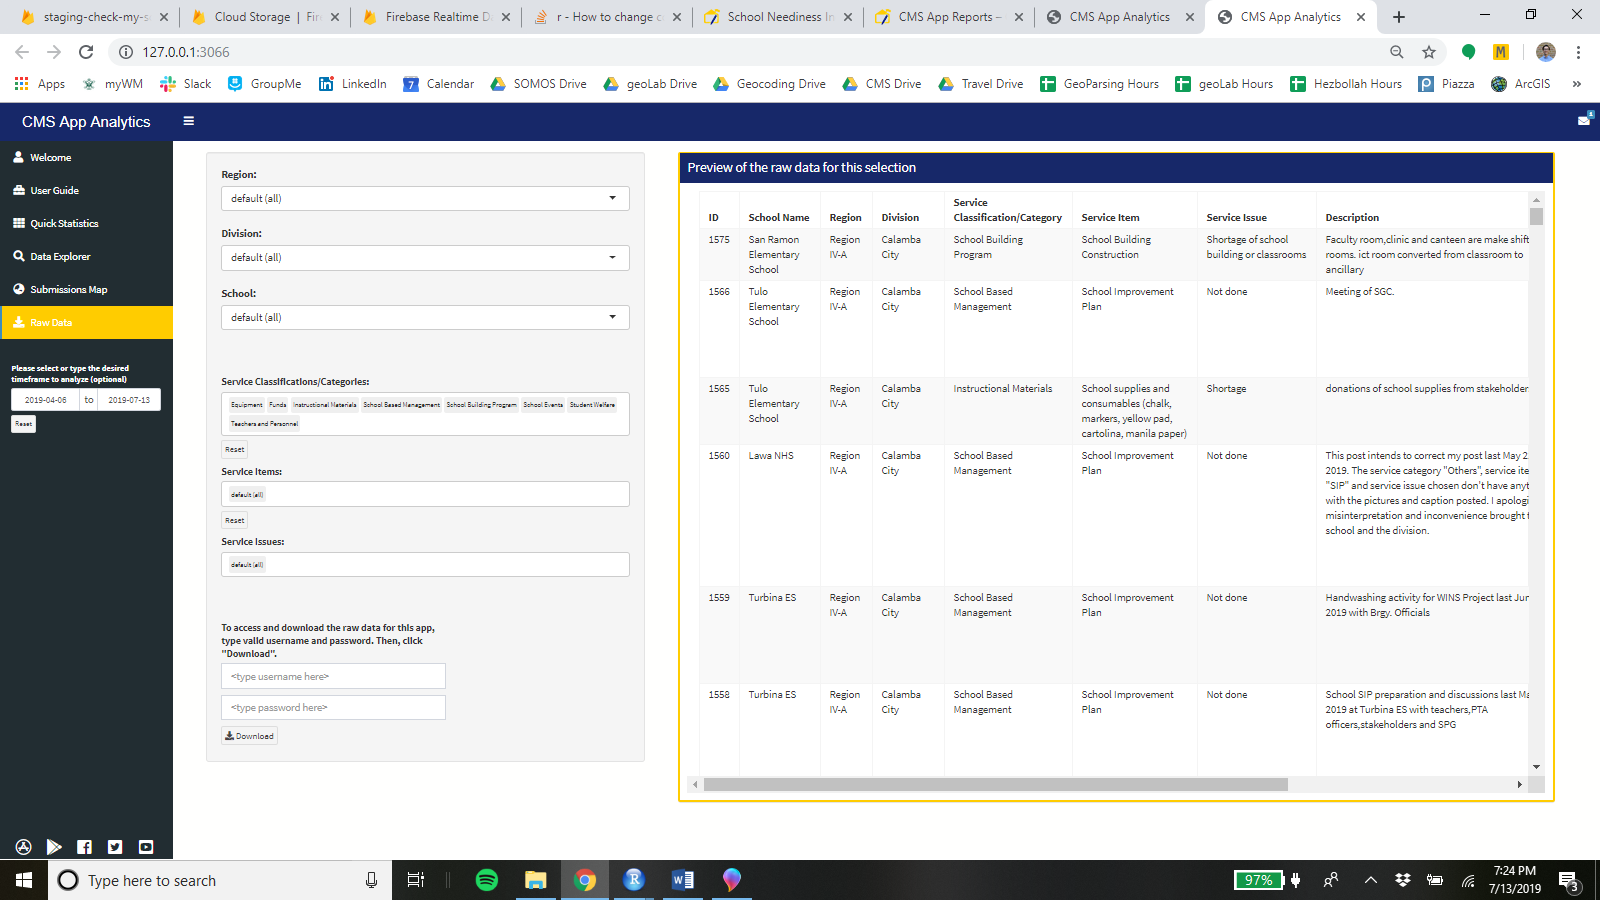 staging-check-my-s
Cloud Storage | Fir
Firebase Realtime D
r - How to change c
School Neediness In
CMS App Reports –
CMS App Analytics
CMS App Analytics
127.0.0.1:3066
M
Apps
myWM
Slack
GroupMe
LinkedIn
7 Calendar
SOMOS Drive
geoLab Drive
Geocoding Drive
CMS Drive
Travel Drive
GeoParsing Hours
geoLab Hours
Hezbollah Hours
Piazza
ArcGIS
»
CMS App Analytics
Welcome
User Guide
Quick Statistics
Data Explorer
Submissions Map
Raw Data
Please select or type the desired
timeframe to analyze (optional)
2019-04-06 to 2019-07-13
Reset
Region:
default (all)
Division:
default (all)
School:
default (all)
Service Classifications/Categories:
Equipment Funds Instructional Materials School Based Management School Building Program School Events Student Welfare
Teachers and Personnel
Reset
Service Items:
default (all)
Reset
Service Issues:
default (all)
To access and download the raw data for this app,
type valid username and password. Then, click
"Download".
<type username here>
<type password here>
Download
Preview of the raw data for this selection
ID School Name Region Division Service Classification/Category Service Item Service Issue Description
1575 San Ramon Elementary School Region IV-A Calamba City School Building Program School Building Construction Shortage of school building or classrooms Faculty room,clinic and canteen are make shift rooms. ict room converted from classroom to ancillary
1566 Tulo Elementary School Region IV-A Calamba City School Based Management School Improvement Plan Not done Meeting of SGC.
1565 Tulo Elementary School Region IV-A Calamba City Instructional Materials School supplies and consumables (chalk, markers, yellow pad, cartolina, manila paper) Shortage donations of school supplies from stakeholder
1560 Lawa NHS Region IV-A Calamba City School Based Management School Improvement Plan Not done This post intends to correct my post last May 2 2019. The service category "Others", service ite "SIP" and service issue chosen don't have anyt with the pictures and caption posted. I apologi misinterpretation and inconvenience brought t school and the division.
1559 Turbina ES Region IV-A Calamba City School Based Management School Improvement Plan Not done Handwashing activity for WINS Project last Jun 2019 with Brgy. Officials
1558 Turbina ES Region IV-A Calamba City School Based Management School Improvement Plan Not done School SIP preparation and discussions last Ma 2019 at Turbina ES with teachers,PTA officers,stakeholders and SPG
Type here to search
97%
7:24 PM
7/13/2019
3